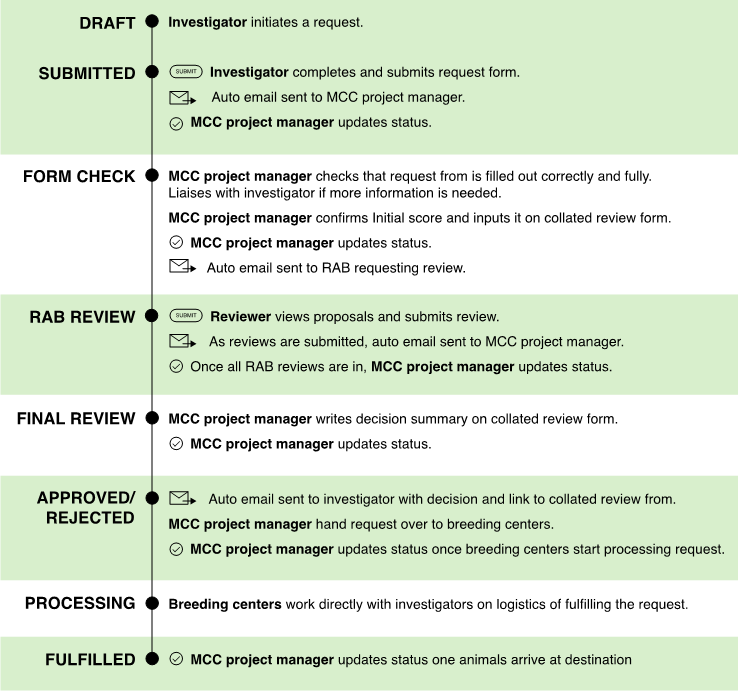 DRAFT Investigator initiates a request.
SUBMITTED SUBMIT Investigator completes and submits request form.
Auto email sent to MCC project manager.
MCC project manager updates status.
FORM CHECK MCC project manager checks that request from is filled out correctly and fully.
Liaises with investigator if more information is needed.
MCC project manager confirms Initial score and inputs it on collated review form.
MCC project manager updates status.
Auto email sent to RAB requesting review.
RAB REVIEW SUBMIT Reviewer views proposals and submits review.
As reviews are submitted, auto email sent to MCC project manager.
Once all RAB reviews are in, MCC project manager updates status.
FINAL REVIEW MCC project manager writes decision summary on collated review form.
MCC project manager updates status.
APPROVED/
REJECTED
Auto email sent to investigator with decision and link to collated review from.
MCC project manager hand request over to breeding centers.
MCC project manager updates status once breeding centers start processing request.
PROCESSING Breeding centers work directly with investigators on logistics of fulfilling the request.
FULFILLED MCC project manager updates status one animals arrive at destination